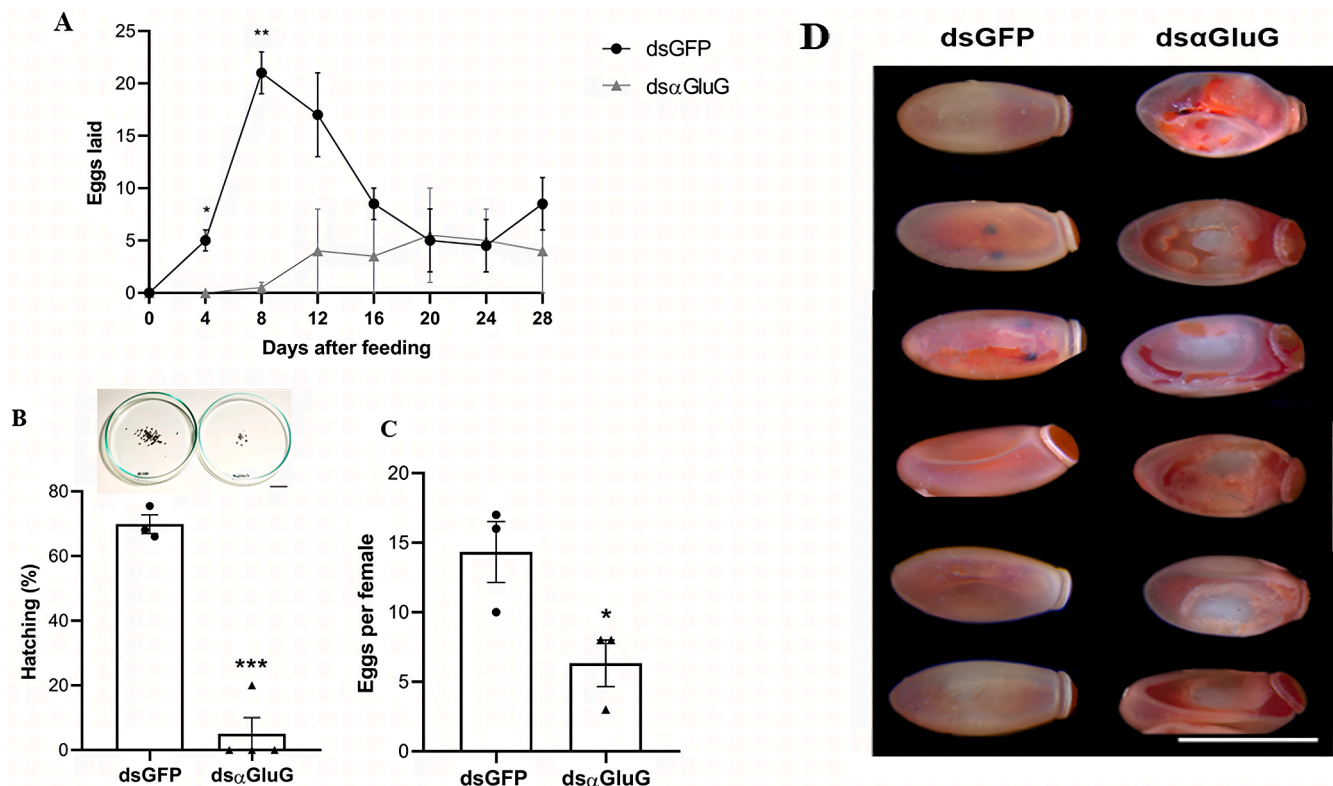 A
25
20
15
10
5
0
Eggs laid
*
**
0 4 8 12 16 20 24 28
Days after feeding
dsGFP
dsαGluG
B
80
60
40
20
0
Hatching (%)
***
dsGFP dsαGluG
C
20
15
10
5
0
Eggs per female
*
dsGFP dsαGluG
D
dsGFP dsαGluG